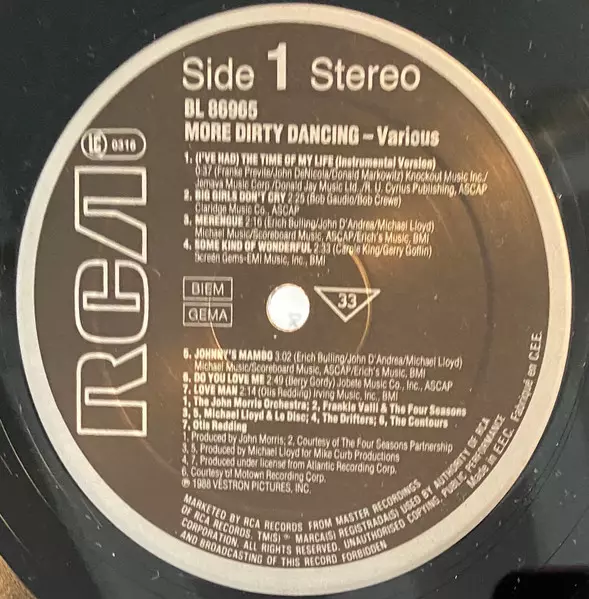 Side 1 Stereo
BL 86965
MORE DIRTY DANCING – Various
LC 0316
RCA
1. (I'VE HAD) THE TIME OF MY LIFE (Instrumental Version)
0:37 (Franke Previte/John DeNicola/Donald Markowitz) Knockout Music Inc./
Jemava Music Corp./Donald Jay Music Ltd./R. U. Cyrius Publishing, ASCAP
2. BIG GIRLS DON'T CRY 2:25 (Bob Gaudio/Bob Crewe)
Claridge Music Co., ASCAP
3. MERENGUE 2:16 (Erich Bulling/John D'Andrea/Michael Lloyd)
Michael Music/Scoreboard Music, ASCAP/Erich's Music, BMI
4. SOME KIND OF WONDERFUL 2:33 (Carole King/Gerry Goffin)
Screen Gems-EMI Music, Inc., BMI
BIEM
GEMA
33
5. JOHNNY'S MAMBO 3:02 (Erich Bulling/John D'Andrea/Michael Lloyd)
Michael Music/Scoreboard Music, ASCAP/Erich's Music, BMI
6. DO YOU LOVE ME 2:49 (Berry Gordy) Jobete Music Co., Inc., ASCAP
7. LOVE MAN 2:14 (Otis Redding) Irving Music, Inc., BMI
1, The John Morris Orchestra; 2, Frankie Valli & The Four Seasons
3, 5, Michael Lloyd & Le Disc; 4, The Drifters; 6, The Contours
7, Otis Redding
1, Produced by John Morris; 2, Courtesy of The Four Seasons Partnership
3, 5, Produced by Michael Lloyd for Mike Curb Productions
4, 7, Produced under license from Atlantic Recording Corp.
6, Courtesy of Motown Recording Corp.
℗ 1988 VESTRON PICTURES, INC.
MARKETED BY RCA RECORDS FROM MASTER RECORDINGS
OF RCA RECORDS. TM(S) ® MARCA(S) REGISTRADA(S) USED BY AUTHORITY OF RCA
CORPORATION. ALL RIGHTS RESERVED. UNAUTHORISED COPYING, PUBLIC PERFORMANCE
AND BROADCASTING OF THIS RECORD FORBIDDEN
Made in E.E.C. Fabriqué en C.E.E.